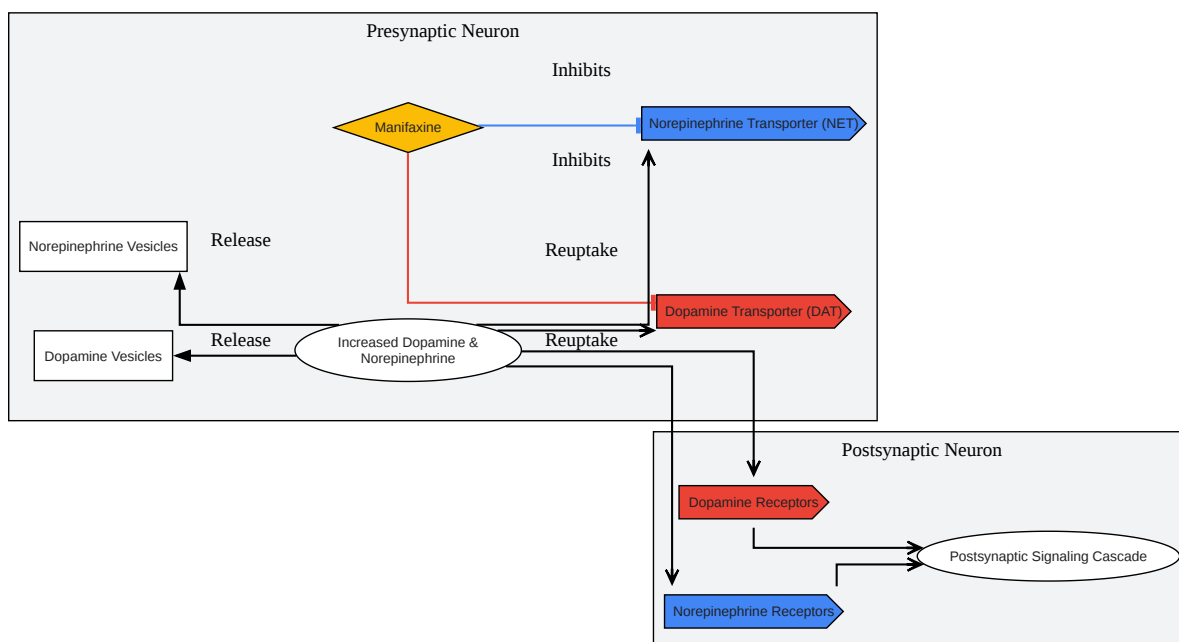 Presynaptic Neuron
Inhibits
Manifaxine
Norepinephrine Transporter (NET)
Inhibits
Norepinephrine Vesicles
Release
Reuptake
Dopamine Transporter (DAT)
Dopamine Vesicles
Release
Increased Dopamine &
Norepinephrine
Reuptake
Postsynaptic Neuron
Dopamine Receptors
Postsynaptic Signaling Cascade
Norepinephrine Receptors